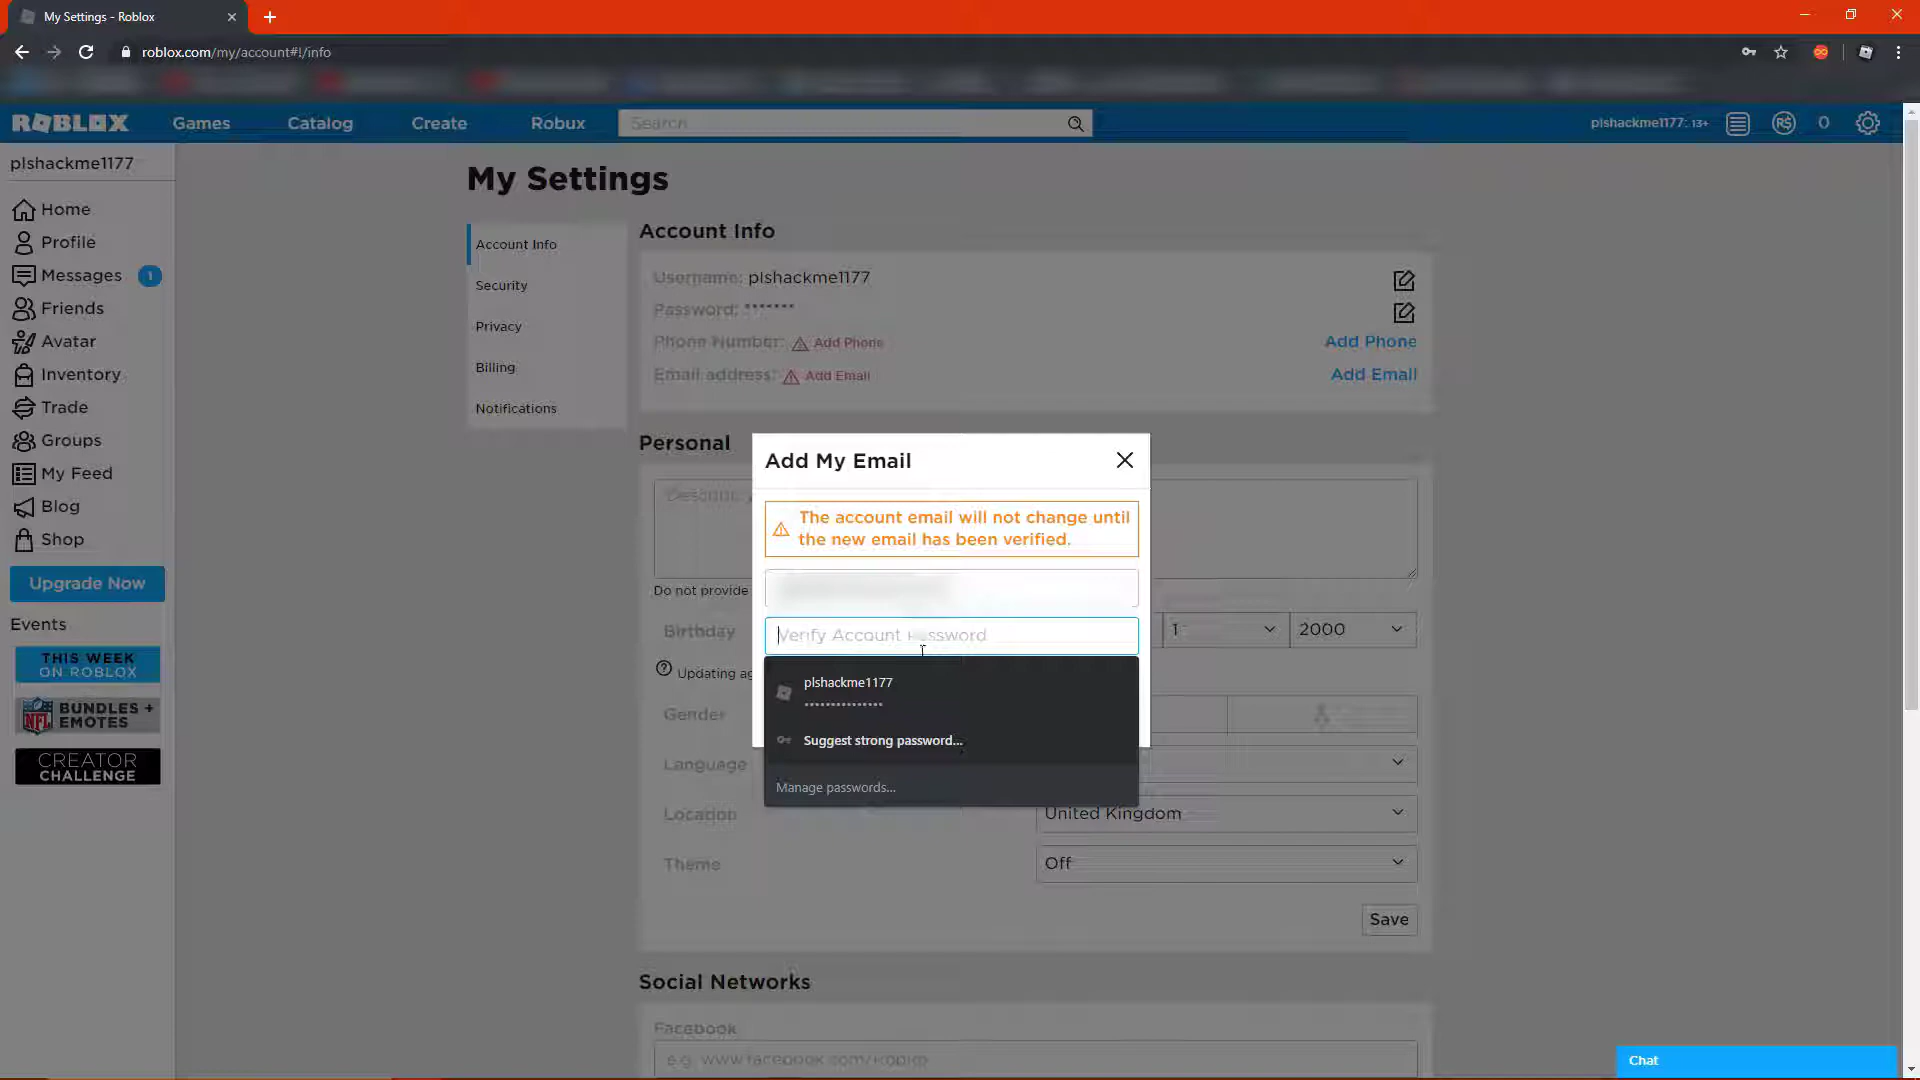 My Settings - Roblox
roblox.com/my/account#!/info
ROBLOX
Games
Catalog
Create
Robux
Search
plshackme1177: 13+
R$
0
plshackme1177
Home
Profile
Messages
1
Friends
Avatar
Inventory
Trade
Groups
My Feed
Blog
Shop
Upgrade Now
Events
THIS WEEK
ON ROBLOX
NFL
BUNDLES +
EMOTES
CREATOR
CHALLENGE
My Settings
Account Info
Security
Privacy
Billing
Notifications
Account Info
Username: plshackme1177
Password: *******
Phone Number: Add Phone
Add Phone
Email address: Add Email
Add Email
Personal
Do not provide
Birthday
1
2000
Updating ag
Gender
Language
Location
United Kingdom
Theme
Off
Save
Add My Email
The account email will not change until
the new email has been verified.
Verify Account Password
plshackme1177
•••••••••••••••
Suggest strong password...
Manage passwords...
Social Networks
Facebook
e.g. www.facebook.com/Roblox
Chat